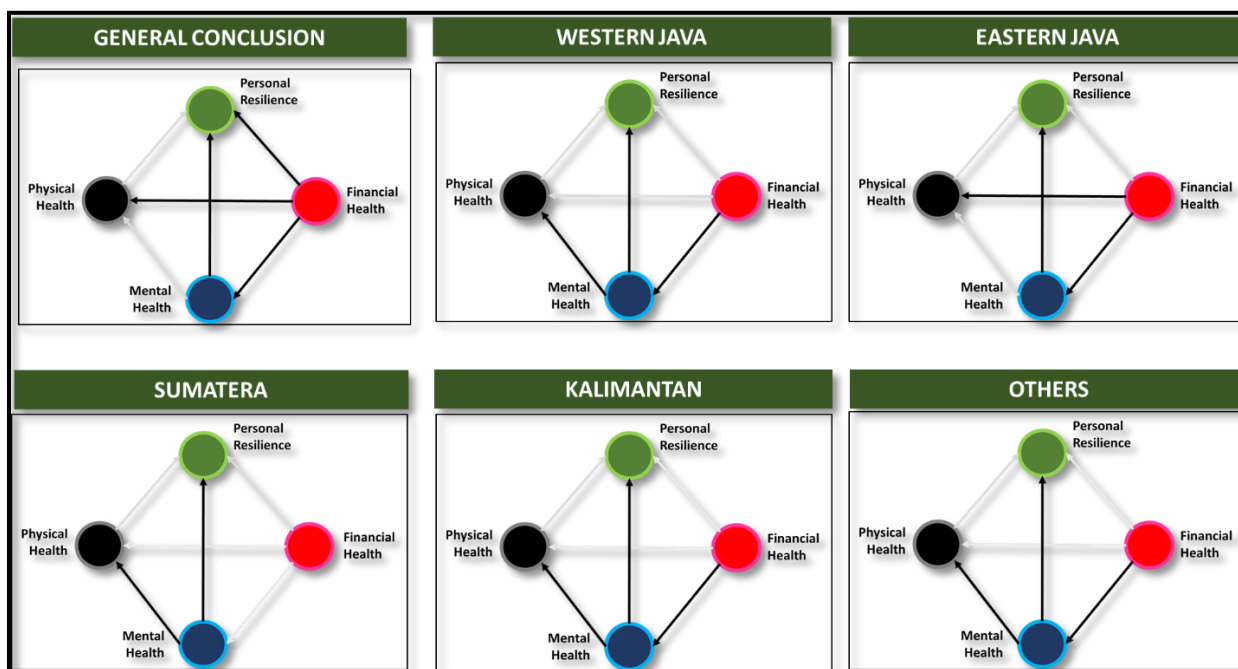 GENERAL CONCLUSION
Personal
Resilience
Physical
Health
Financial
Health
Mental
Health
WESTERN JAVA
Personal
Resilience
Physical
Health
Financial
Health
Mental
Health
EASTERN JAVA
Personal
Resilience
Physical
Health
Financial
Health
Mental
Health
SUMATERA
Personal
Resilience
Physical
Health
Financial
Health
Mental
Health
KALIMANTAN
Personal
Resilience
Physical
Health
Financial
Health
Mental
Health
OTHERS
Personal
Resilience
Physical
Health
Financial
Health
Mental
Health